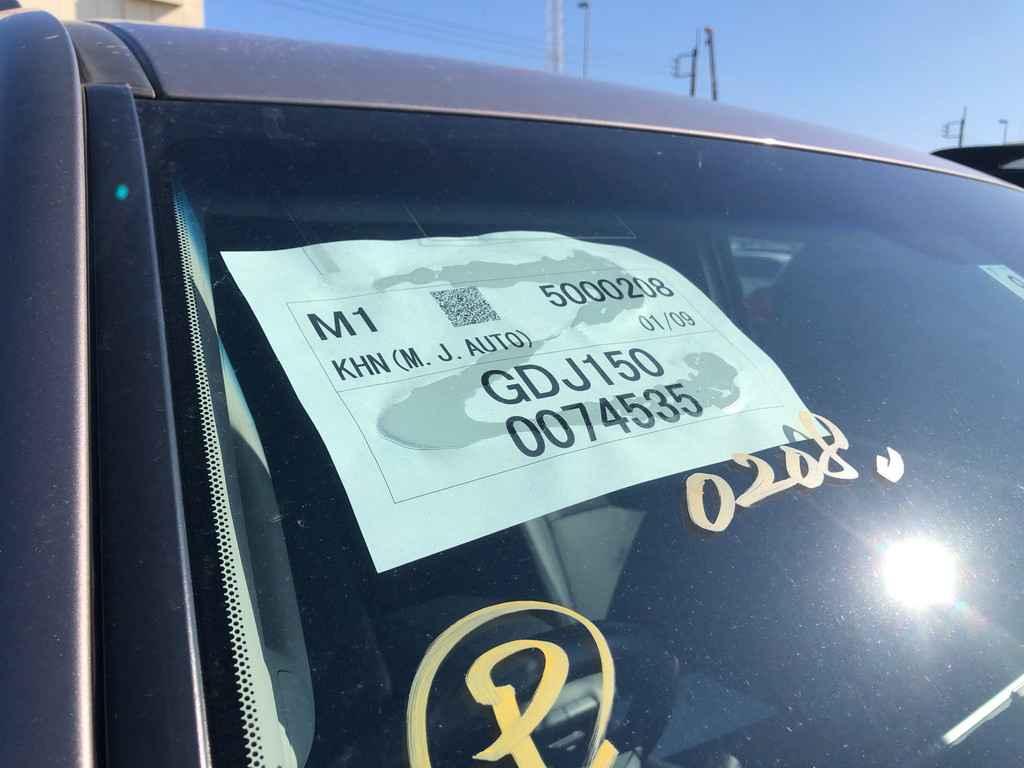 M1 5000208
KHN (M. J. AUTO) 01/09
GDJ150
0074535
0208